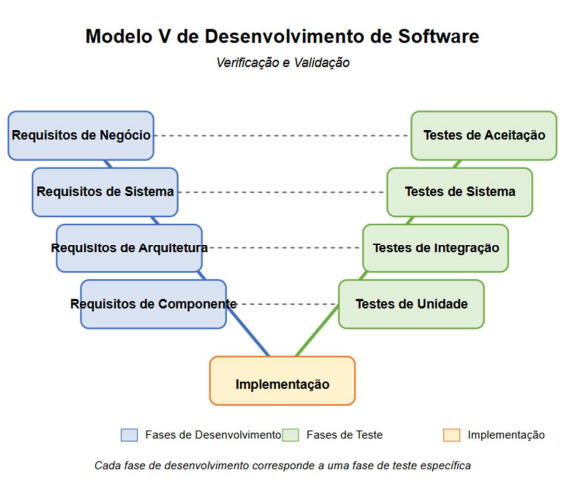 Modelo V de Desenvolvimento de Software
Verificação e Validação
Requisitos de Negócio
Testes de Aceitação
Requisitos de Sistema
Testes de Sistema
Requisitos de Arquitetura
Testes de Integração
Requisitos de Componente
Testes de Unidade
Implementação
Fases de Desenvolvimento
Fases de Teste
Implementação
Cada fase de desenvolvimento corresponde a uma fase de teste específica